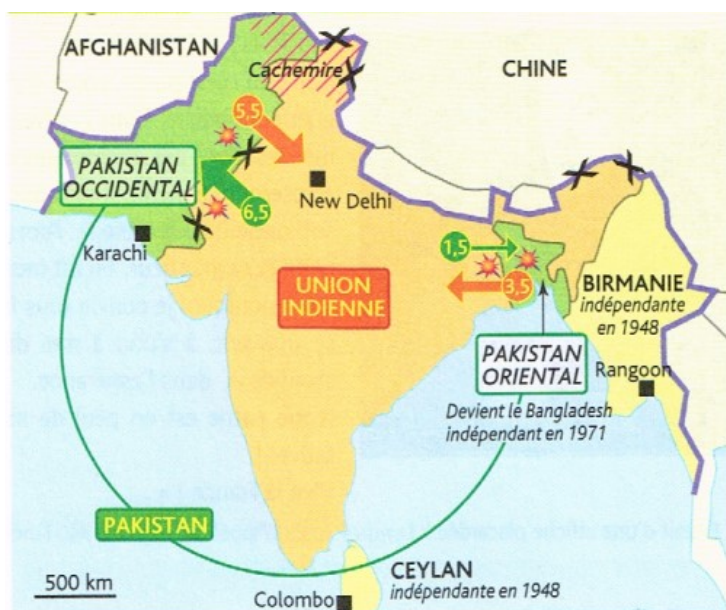 AFGHANISTAN
Cachemire
CHINE
5,5
PAKISTAN
OCCIDENTAL
New Delhi
6,5
Karachi
1,5
3,5
UNION
INDIENNE
BIRMANIE
indépendante
en 1948
PAKISTAN
ORIENTAL
Rangoon
Devient le Bangladesh
indépendant en 1971
PAKISTAN
500 km
CEYLAN
indépendante en 1948
Colombo